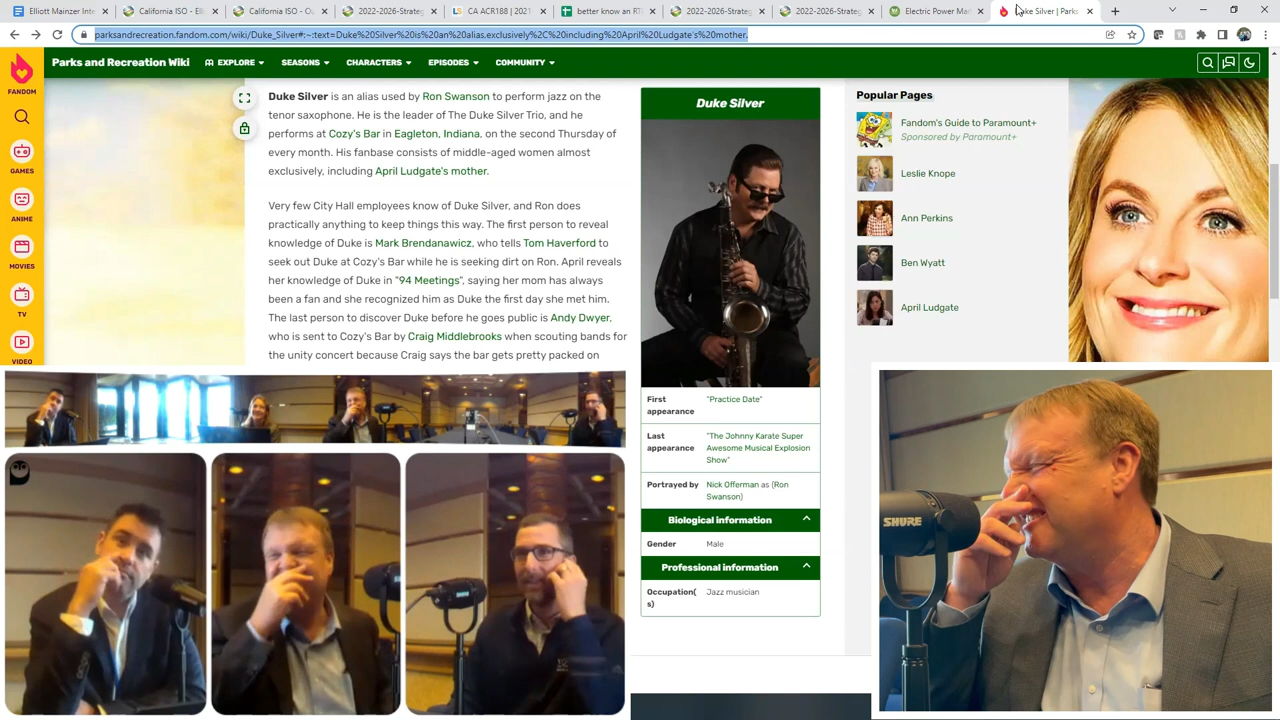 Elliott Mainzer - Inter
California ISO - O
California ISO - Ou
2022-2026-Strateg
CA ACR188 | 2021
better know an RT
2022-2026-Strateg
2022-2026-Strateg
Electric Power Mar
Duke Silver | Parks
parksandrecreation.fandom.com/wiki/Duke_Silver#:~:text=Duke%20Silver%20is%20an%20alias,exclusively%2C%20including%20April%20Ludgate's%20mother.
FANDOM
GAMES
ANIME
MOVIES
TV
VIDEO
Parks and Recreation Wiki
EXPLORE
SEASONS
CHARACTERS
EPISODES
COMMUNITY
Duke Silver is an alias used by Ron Swanson to perform jazz on the
tenor saxophone. He is the leader of The Duke Silver Trio, and he
performs at Cozy's Bar in Eagleton, Indiana, on the second Thursday of
every month. His fanbase consists of middle-aged women almost
exclusively, including April Ludgate's mother.
Very few City Hall employees know of Duke Silver, and Ron does
practically anything to keep things this way. The first person to reveal
knowledge of Duke is Mark Brendanawicz, who tells Tom Haverford to
seek out Duke at Cozy's Bar while he is seeking dirt on Ron. April reveals
her knowledge of Duke in "94 Meetings", saying her mom has always
been a fan and she recognized him as Duke the first day she met him.
The last person to discover Duke before he goes public is Andy Dwyer,
who is sent to Cozy's Bar by Craig Middlebrooks when scouting bands for
the unity concert because Craig says the bar gets pretty packed on
Duke Silver
First
appearance
"Practice Date"
Last
appearance
"The Johnny Karate Super
Awesome Musical Explosion
Show"
Portrayed by
Nick Offerman as (Ron
Swanson)
Biological information
Gender
Male
Professional information
Occupation(
s)
Jazz musician
Popular Pages
Fandom's Guide to Paramount+
Sponsored by Paramount+
Leslie Knope
Ann Perkins
Ben Wyatt
April Ludgate
SHURE